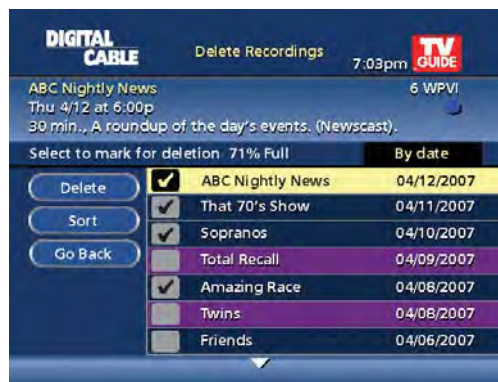 DIGITAL CABLE
Delete Recordings
7:03pm
TV GUIDE
ABC Nightly News 6 WPVI
Thu 4/12 at 6:00p
30 min., A roundup of the day's events. (Newscast).
Select to mark for deletion 71% Full By date
Delete
Sort
Go Back
ABC Nightly News 04/12/2007
That 70's Show 04/11/2007
Sopranos 04/10/2007
Total Recall 04/09/2007
Amazing Race 04/08/2007
Twins 04/08/2007
Friends 04/06/2007